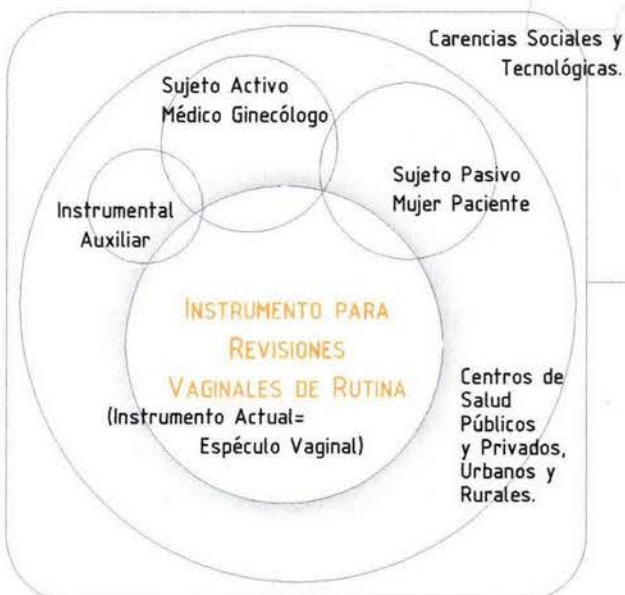 Carencias Sociales y
Tecnológicas.
Sujeto Activo
Médico Ginecólogo
Sujeto Pasivo
Mujer Paciente
Instrumental
Auxiliar
INSTRUMENTO PARA
REVISIONES
VAGINALES DE RUTINA
(Instrumento Actual=
Espéculo Vaginal)
Centros de
Salud
Públicos
y Privados,
Urbanos y
Rurales.